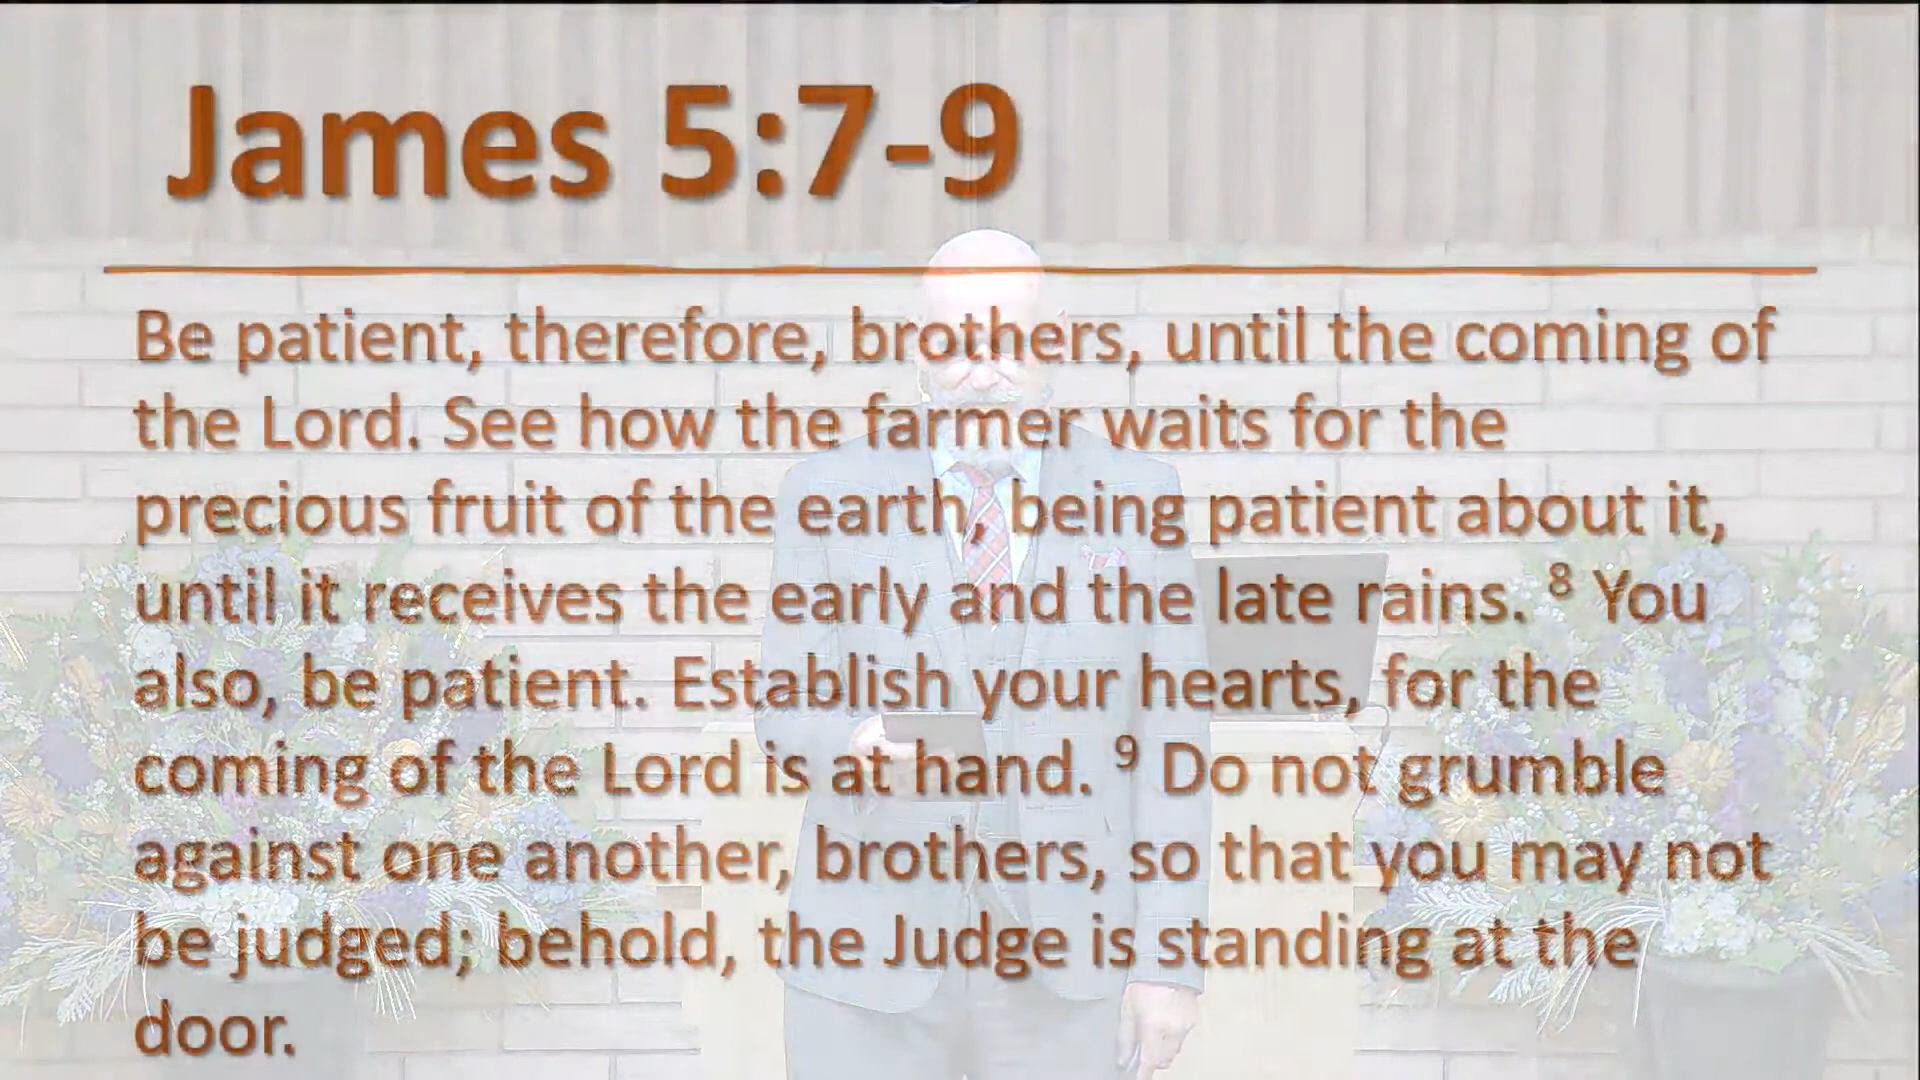 James 5:7-9
Be patient, therefore, brothers, until the coming of
the Lord. See how the farmer waits for the
precious fruit of the earth, being patient about it,
until it receives the early and the late rains. ⁸ You
also, be patient. Establish your hearts, for the
coming of the Lord is at hand. ⁹ Do not grumble
against one another, brothers, so that you may not
be judged; behold, the Judge is standing at the
door.